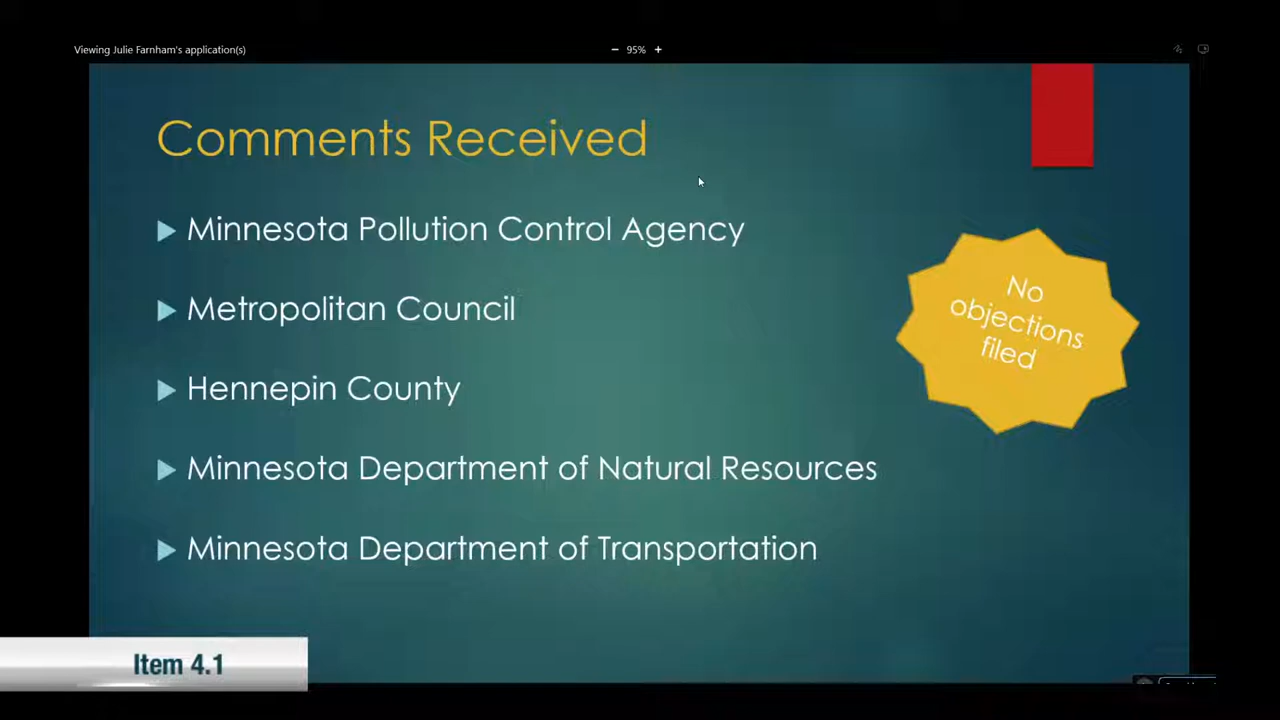 Viewing Julie Farnham's application(s)
95%
Comments Received
Minnesota Pollution Control Agency
Metropolitan Council
Hennepin County
Minnesota Department of Natural Resources
Minnesota Department of Transportation
No
objections
filed
Item 4.1